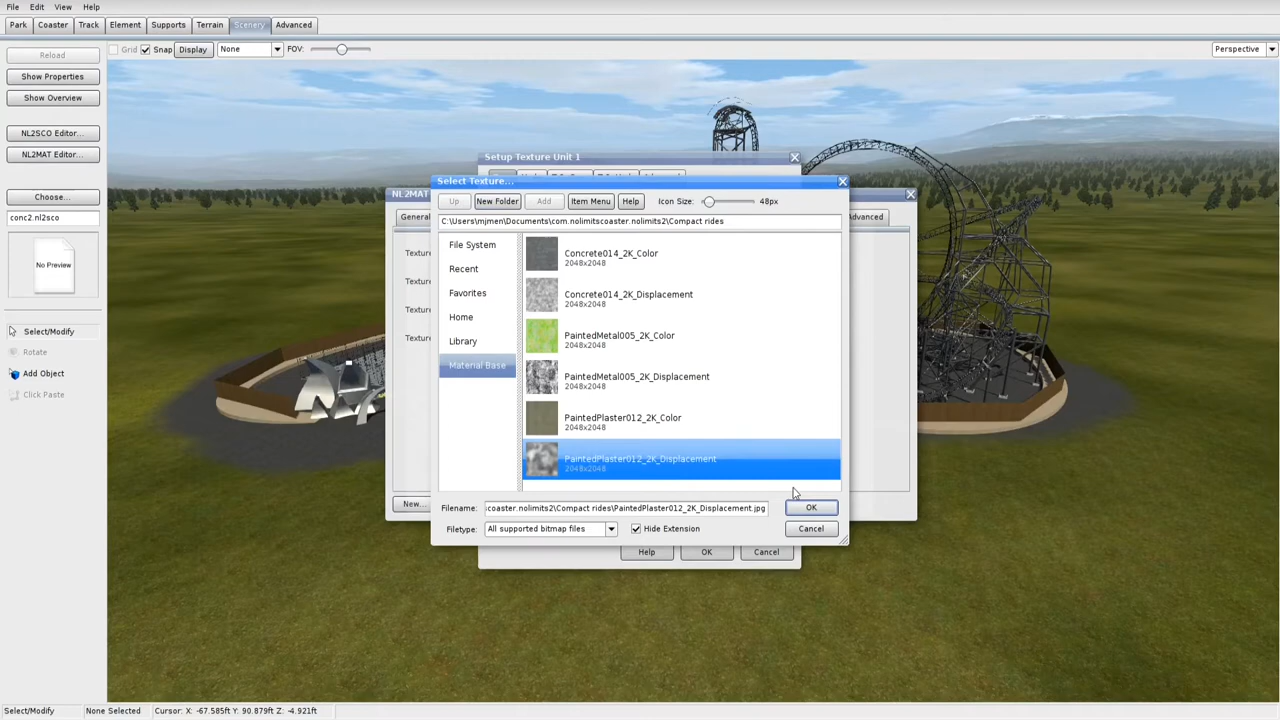 File Edit View Help
Park Coaster Track Element Supports Terrain Scenery Advanced
Reload Grid Snap Display None FOV: Perspective
Show Properties
Show Overview
NL2SCO Editor...
NL2MAT Editor...
Choose...
conc2.nl2sco
No Preview
Select/Modify
Rotate
Add Object
Click Paste
Setup Texture Unit 1
NL2MAT
General
Advanced
Texture
Texture
Texture
Texture
New...
Help OK Cancel
Select Texture...
Up New Folder Add Item Menu Help Icon Size: 48px
C:\Users\mjmen\Documents\com.nolimitscoaster.nolimits2\Compact rides
File System
Recent
Favorites
Home
Library
Material Base
Concrete014_2K_Color
2048x2048
Concrete014_2K_Displacement
2048x2048
PaintedMetal005_2K_Color
2048x2048
PaintedMetal005_2K_Displacement
2048x2048
PaintedPlaster012_2K_Color
2048x2048
PaintedPlaster012_2K_Displacement
2048x2048
Filename: :coaster.nolimits2\Compact rides\PaintedPlaster012_2K_Displacement.jpg OK
Filetype: All supported bitmap files Hide Extension Cancel
Select/Modify None Selected Cursor: X: -67.585ft Y: 90.879ft Z: -4.921ft